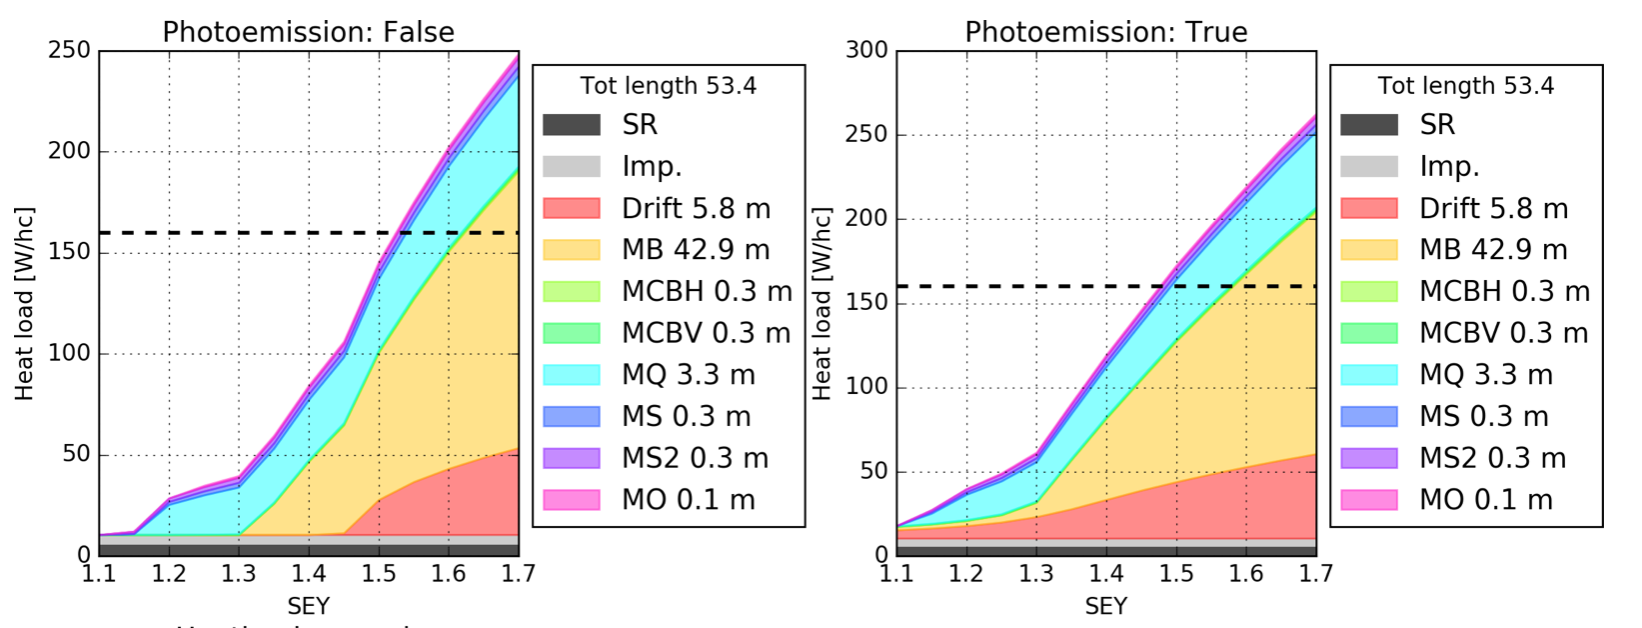 Photoemission: False
250
200
150
100
50
0
1.1 1.2 1.3 1.4 1.5 1.6 1.7
SEY
Heat load [W/hc]
Tot length 53.4
SR
Imp.
Drift 5.8 m
MB 42.9 m
MCBH 0.3 m
MCBV 0.3 m
MQ 3.3 m
MS 0.3 m
MS2 0.3 m
MO 0.1 m
Photoemission: True
300
250
200
150
100
50
0
1.1 1.2 1.3 1.4 1.5 1.6 1.7
SEY
Heat load [W/hc]
Tot length 53.4
SR
Imp.
Drift 5.8 m
MB 42.9 m
MCBH 0.3 m
MCBV 0.3 m
MQ 3.3 m
MS 0.3 m
MS2 0.3 m
MO 0.1 m